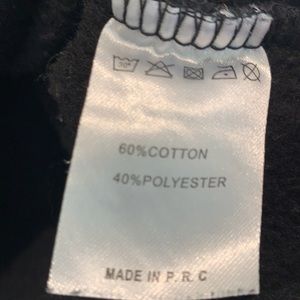 60%COTTON
40%POLYESTER
MADE IN P. R. C